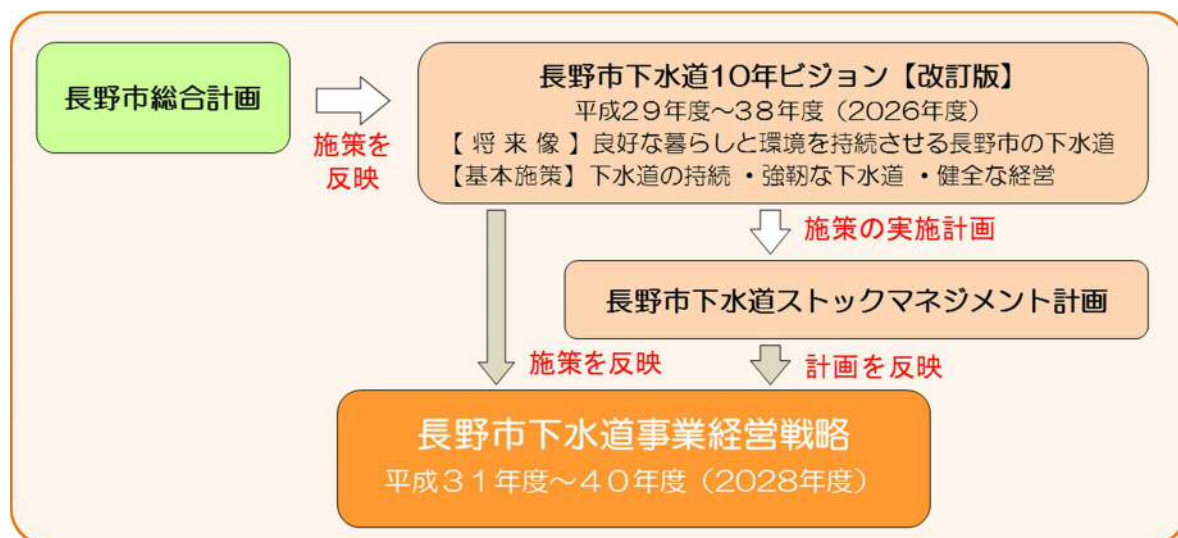 長野市総合計画
施策を
反映
長野市下水道10年ビジョン【改訂版】
平成29年度～38年度（2026年度）
【 将 来 像 】良好な暮らしと環境を持続させる長野市の下水道
【基本施策】下水道の持続 ・強靭な下水道 ・健全な経営
施策の実施計画
長野市下水道ストックマネジメント計画
施策を反映
計画を反映
長野市下水道事業経営戦略
平成３１年度～４０年度（2028年度）